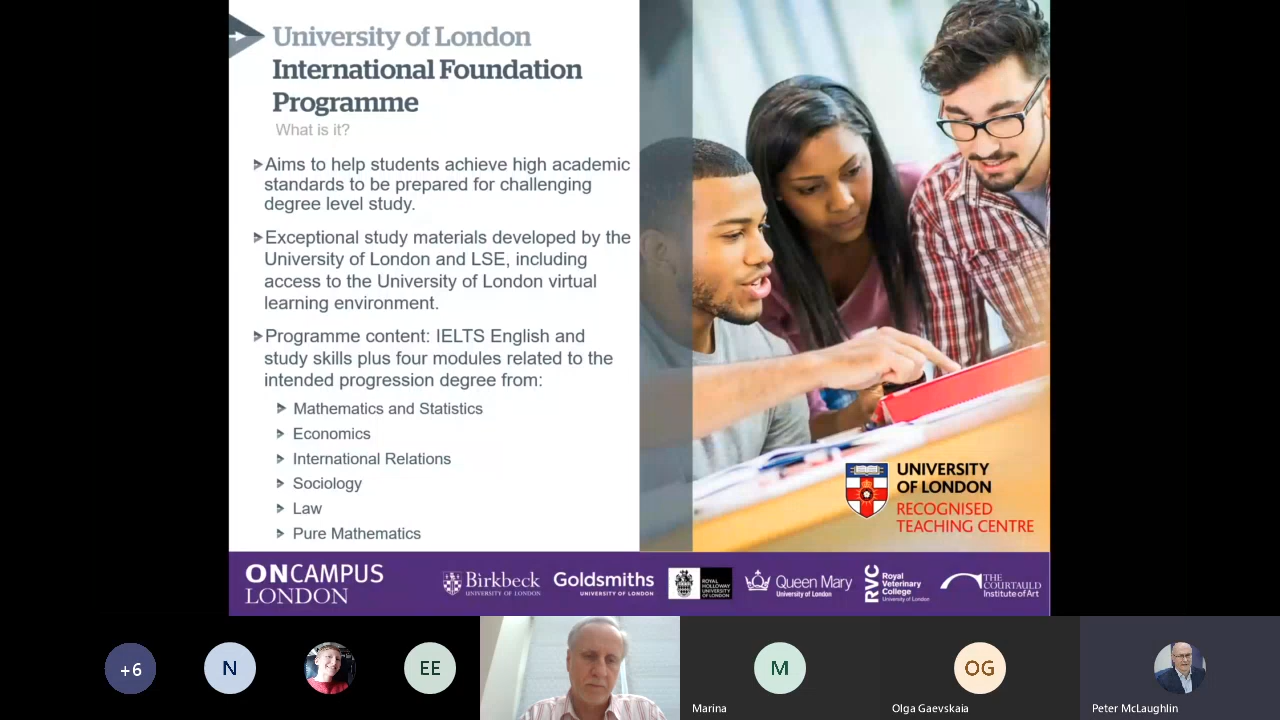 University of London
International Foundation
Programme
What is it?
Aims to help students achieve high academic
standards to be prepared for challenging
degree level study.
Exceptional study materials developed by the
University of London and LSE, including
access to the University of London virtual
learning environment.
Programme content: IELTS English and
study skills plus four modules related to the
intended progression degree from:
Mathematics and Statistics
Economics
International Relations
Sociology
Law
Pure Mathematics
UNIVERSITY
OF LONDON
RECOGNISED
TEACHING CENTRE
ONCAMPUS
LONDON
Birkbeck
UNIVERSITY OF LONDON
Goldsmiths
UNIVERSITY OF LONDON
ROYAL
HOLLOWAY
UNIVERSITY
OF LONDON
Queen Mary
University of London
RVC
Royal
Veterinary
College
University of London
THE
COURTAULD
Institute of Art
+6
N
EE
M
Marina
OG
Olga Gaevskaia
Peter McLaughlin